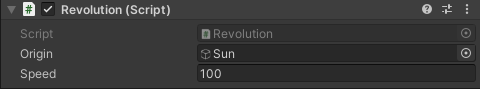 Revolution (Script)
Script Revolution
Origin Sun
Speed 100